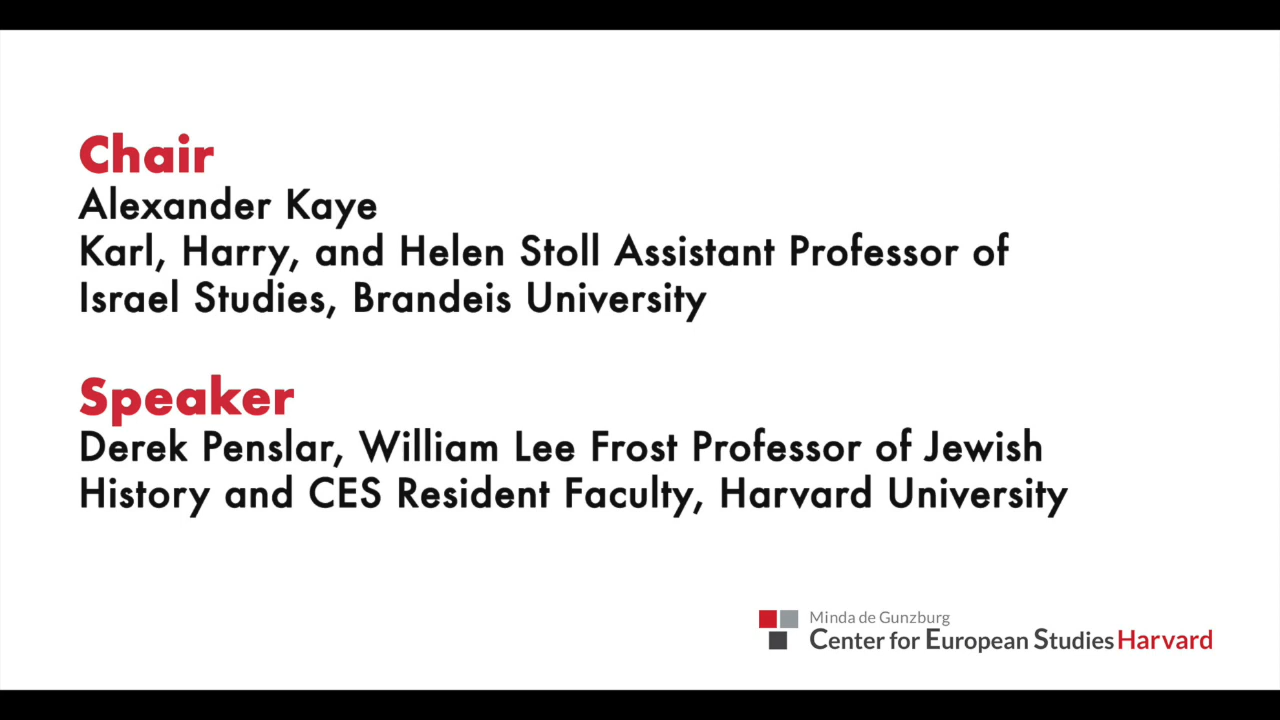 Chair
Alexander Kaye
Karl, Harry, and Helen Stoll Assistant Professor of
Israel Studies, Brandeis University
Speaker
Derek Penslar, William Lee Frost Professor of Jewish
History and CES Resident Faculty, Harvard University
Minda de Gunzburg
Center for European Studies Harvard